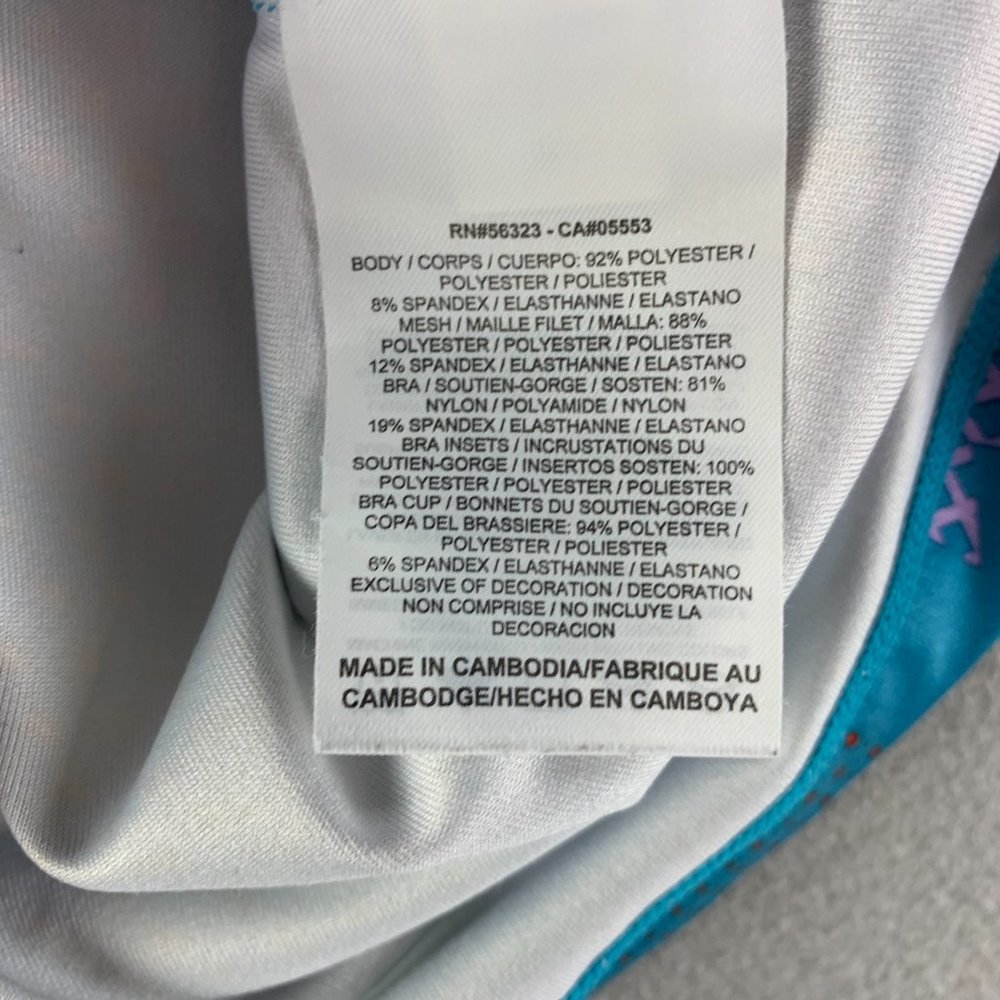 RN#56323 - CA#05553
BODY / CORPS / CUERPO: 92% POLYESTER /
POLYESTER / POLIESTER
8% SPANDEX / ELASTHANNE / ELASTANO
MESH / MAILLE FILET / MALLA: 88%
POLYESTER / POLYESTER / POLIESTER
12% SPANDEX / ELASTHANNE / ELASTANO
BRA / SOUTIEN-GORGE / SOSTEN: 81%
NYLON / POLYAMIDE / NYLON
19% SPANDEX / ELASTHANNE / ELASTANO
BRA INSETS / INCRUSTATIONS DU
SOUTIEN-GORGE / INSERTOS SOSTEN: 100%
POLYESTER / POLYESTER / POLIESTER
BRA CUP / BONNETS DU SOUTIEN-GORGE /
COPA DEL BRASSIERE: 94% POLYESTER /
POLYESTER / POLIESTER
6% SPANDEX / ELASTHANNE / ELASTANO
EXCLUSIVE OF DECORATION / DECORATION
NON COMPRISE / NO INCLUYE LA
DECORACION
MADE IN CAMBODIA/FABRIQUE AU
CAMBODGE/HECHO EN CAMBOYA